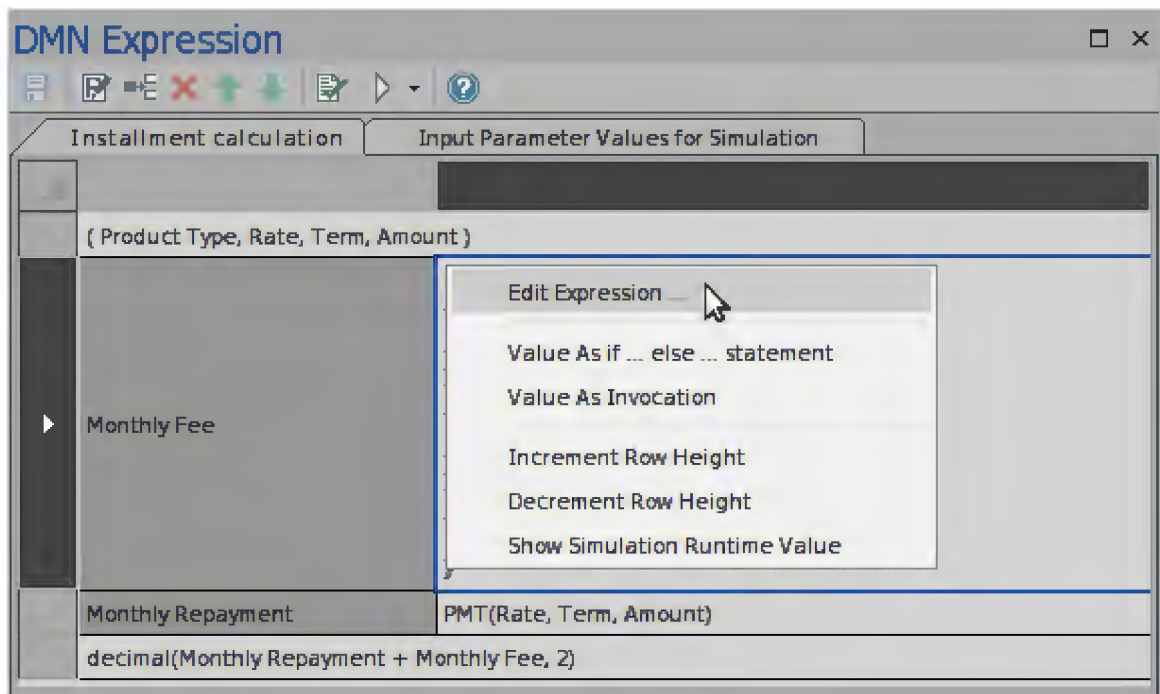 DMN Expression
Installment calculation
Input Parameter Values for Simulation
( Product Type, Rate, Term, Amount )
Edit Expression ...
Value As if ... else ... statement
Value As Invocation
Monthly Fee
Increment Row Height
Decrement Row Height
Show Simulation Runtime Value
Monthly Repayment
PMT(Rate, Term, Amount)
decimal(Monthly Repayment + Monthly Fee, 2)